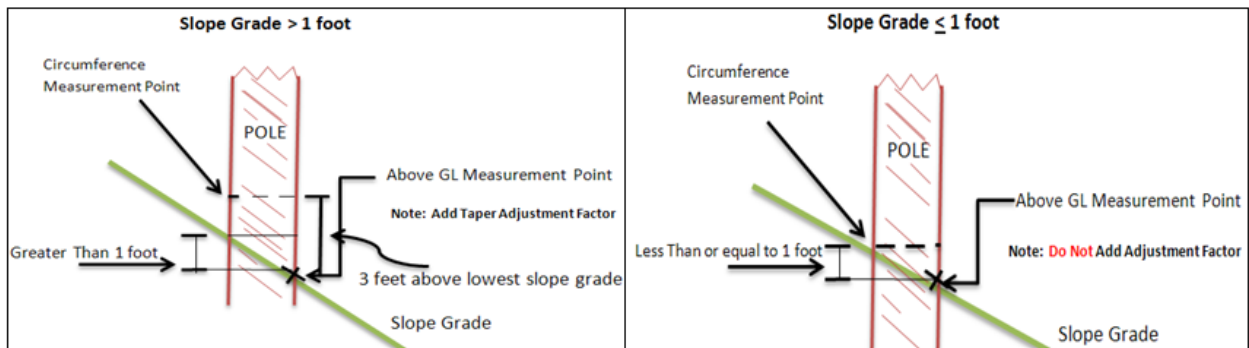 Slope Grade > 1 foot
Circumference
Measurement Point
POLE
Above GL Measurement Point
Note: Add Taper Adjustment Factor
Greater Than 1 foot
3 feet above lowest slope grade
Slope Grade
Slope Grade ≤ 1 foot
Circumference
Measurement Point
POLE
Above GL Measurement Point
Less Than or equal to 1 foot
Note: Do Not Add Adjustment Factor
Slope Grade